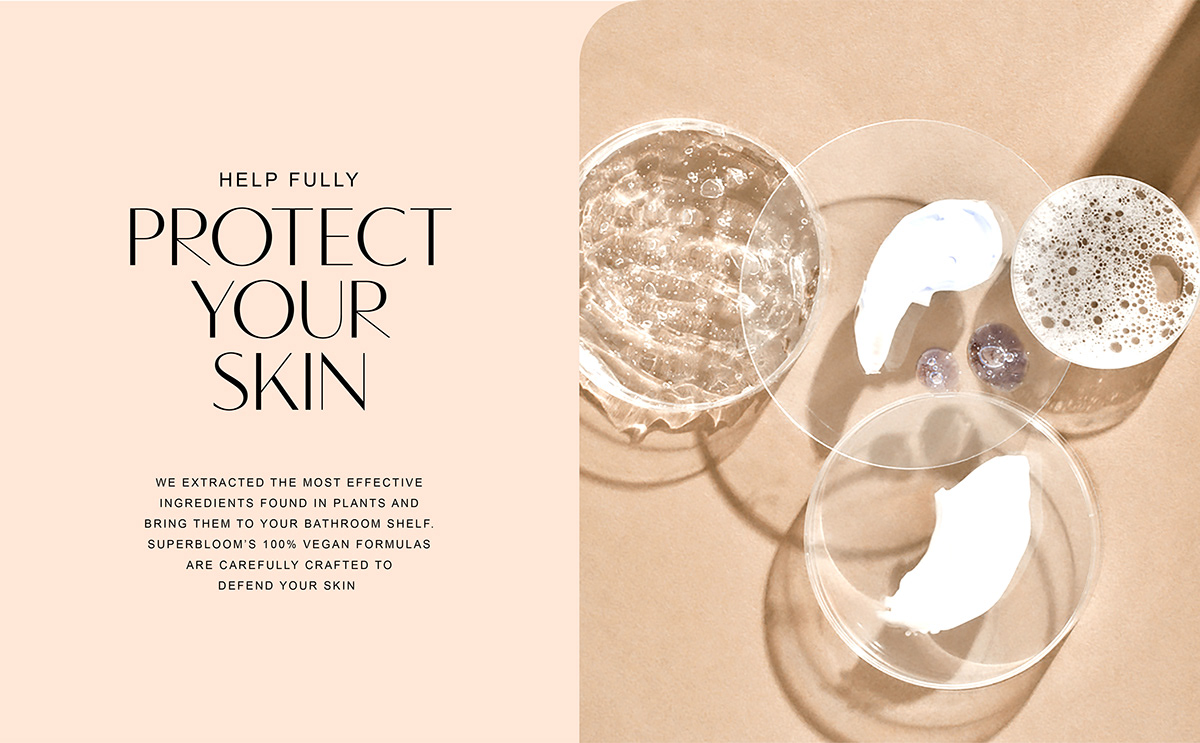 HELP FULLY
PROTECT
YOUR
SKIN
WE EXTRACTED THE MOST EFFECTIVE
INGREDIENTS FOUND IN PLANTS AND
BRING THEM TO YOUR BATHROOM SHELF.
SUPERBLOOM'S 100% VEGAN FORMULAS
ARE CAREFULLY CRAFTED TO
DEFEND YOUR SKIN